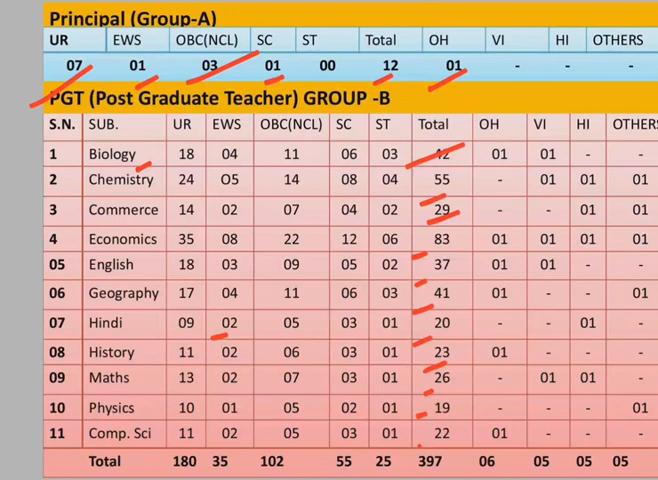 Principal (Group-A)
UR EWS OBC(NCL) SC ST Total OH VI HI OTHERS
07 01 03 01 00 12 01 - - -
PGT (Post Graduate Teacher) GROUP -B
S.N. SUB. UR EWS OBC(NCL) SC ST Total OH VI HI OTHERS
1 Biology 18 04 11 06 03 42 01 01 - -
2 Chemistry 24 O5 14 08 04 55 - 01 01 01
3 Commerce 14 02 07 04 02 29 - - 01 01
4 Economics 35 08 22 12 06 83 01 01 01 01
05 English 18 03 09 05 02 37 01 01 - -
06 Geography 17 04 11 06 03 41 01 - - 01
07 Hindi 09 02 05 03 01 20 - - 01 -
08 History 11 02 06 03 01 23 01 - - -
09 Maths 13 02 07 03 01 26 - 01 01 -
10 Physics 10 01 05 02 01 19 - - - 01
11 Comp. Sci 11 02 05 03 01 22 01 - - -
Total 180 35 102 55 25 397 06 05 05 05